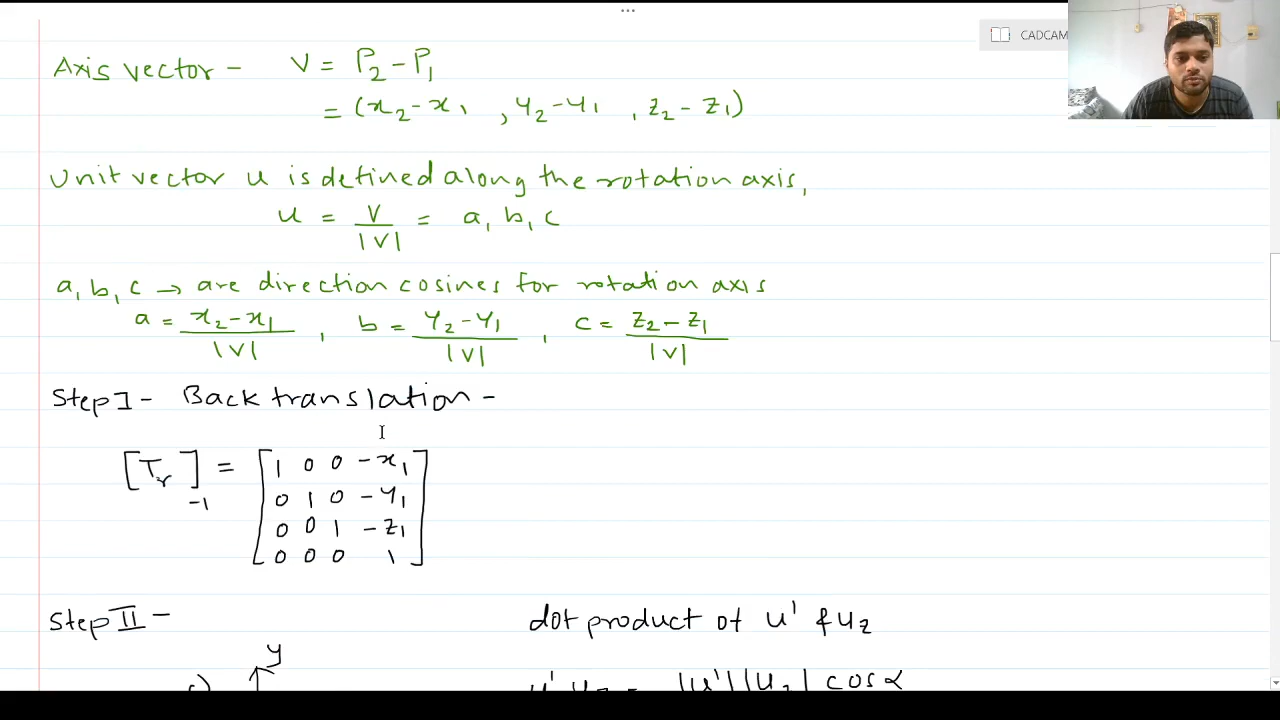 CADCAM
Axis vector - V = P2 - P1
= (x2 - x1 , y2 - y1 , z2 - z1)
Unit vector u is defined along the rotation axis,
u = V/|V| = a, b, c
a, b, c → are direction cosines for rotation axis
a = (x2 - x1)/|V| , b = (y2 - y1)/|V| , c = (z2 - z1)/|V|
Step I - Back translation -
[Tr]-1 = [1 0 0 -x1
0 1 0 -y1
0 0 1 -z1
0 0 0 1]
Step II - dot product of u' & uz
y
u' uz = |u'| |uz| cos α